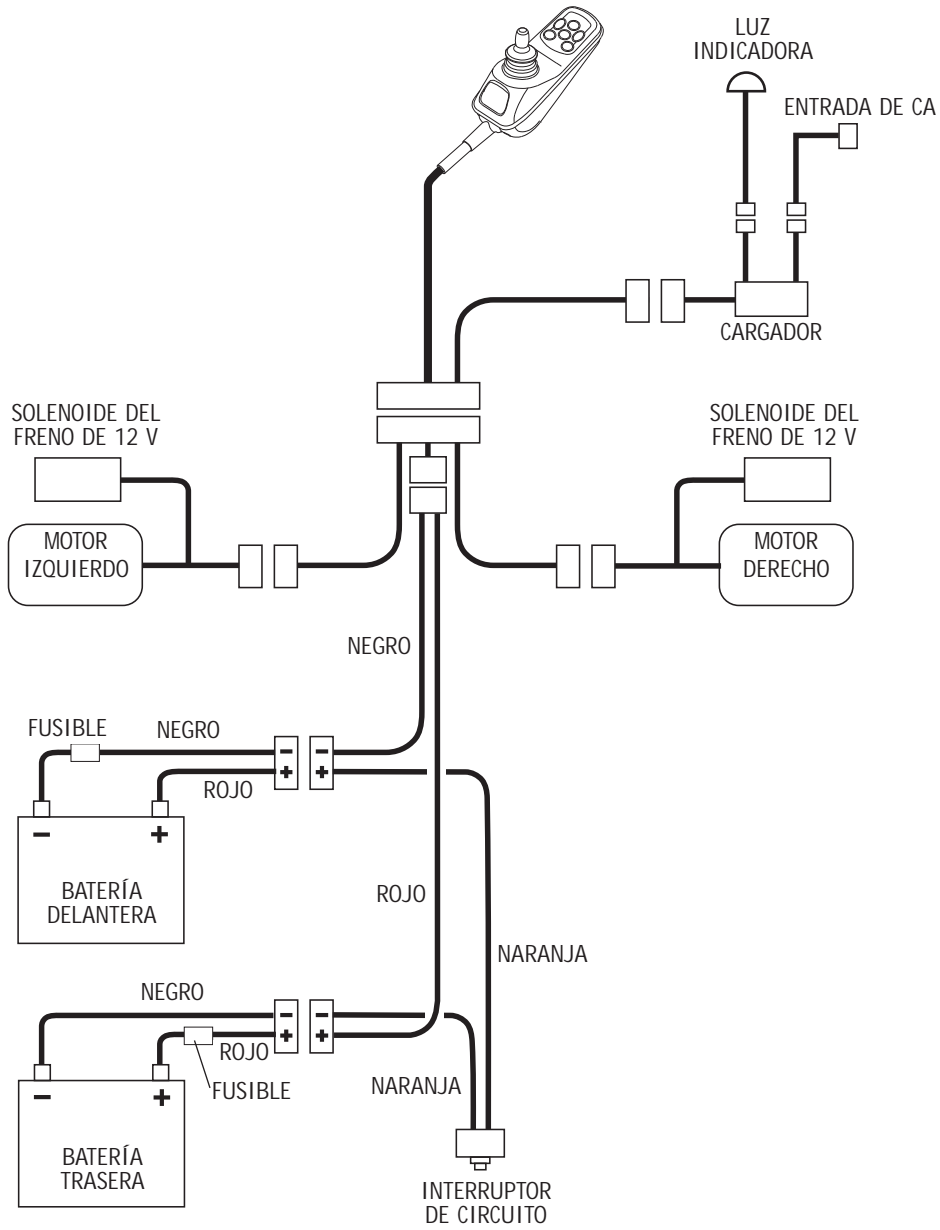 LUZ
INDICADORA
ENTRADA DE CA
CARGADOR
SOLENOIDE DEL
FRENO DE 12 V
SOLENOIDE DEL
FRENO DE 12 V
MOTOR
IZQUIERDO
MOTOR
DERECHO
NEGRO
FUSIBLE
NEGRO
- -
+ +
ROJO
- +
BATERÍA
DELANTERA
ROJO
NARANJA
NEGRO
- -
+ +
ROJO
FUSIBLE
NARANJA
- +
BATERÍA
TRASERA
INTERRUPTOR
DE CIRCUITO